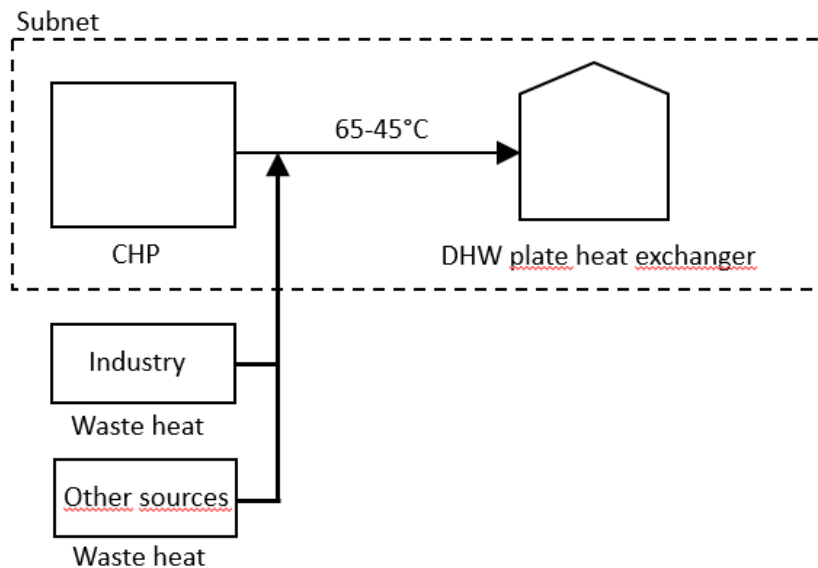 Subnet
65-45°C
CHP
DHW plate heat exchanger
Industry
Waste heat
Other sources
Waste heat